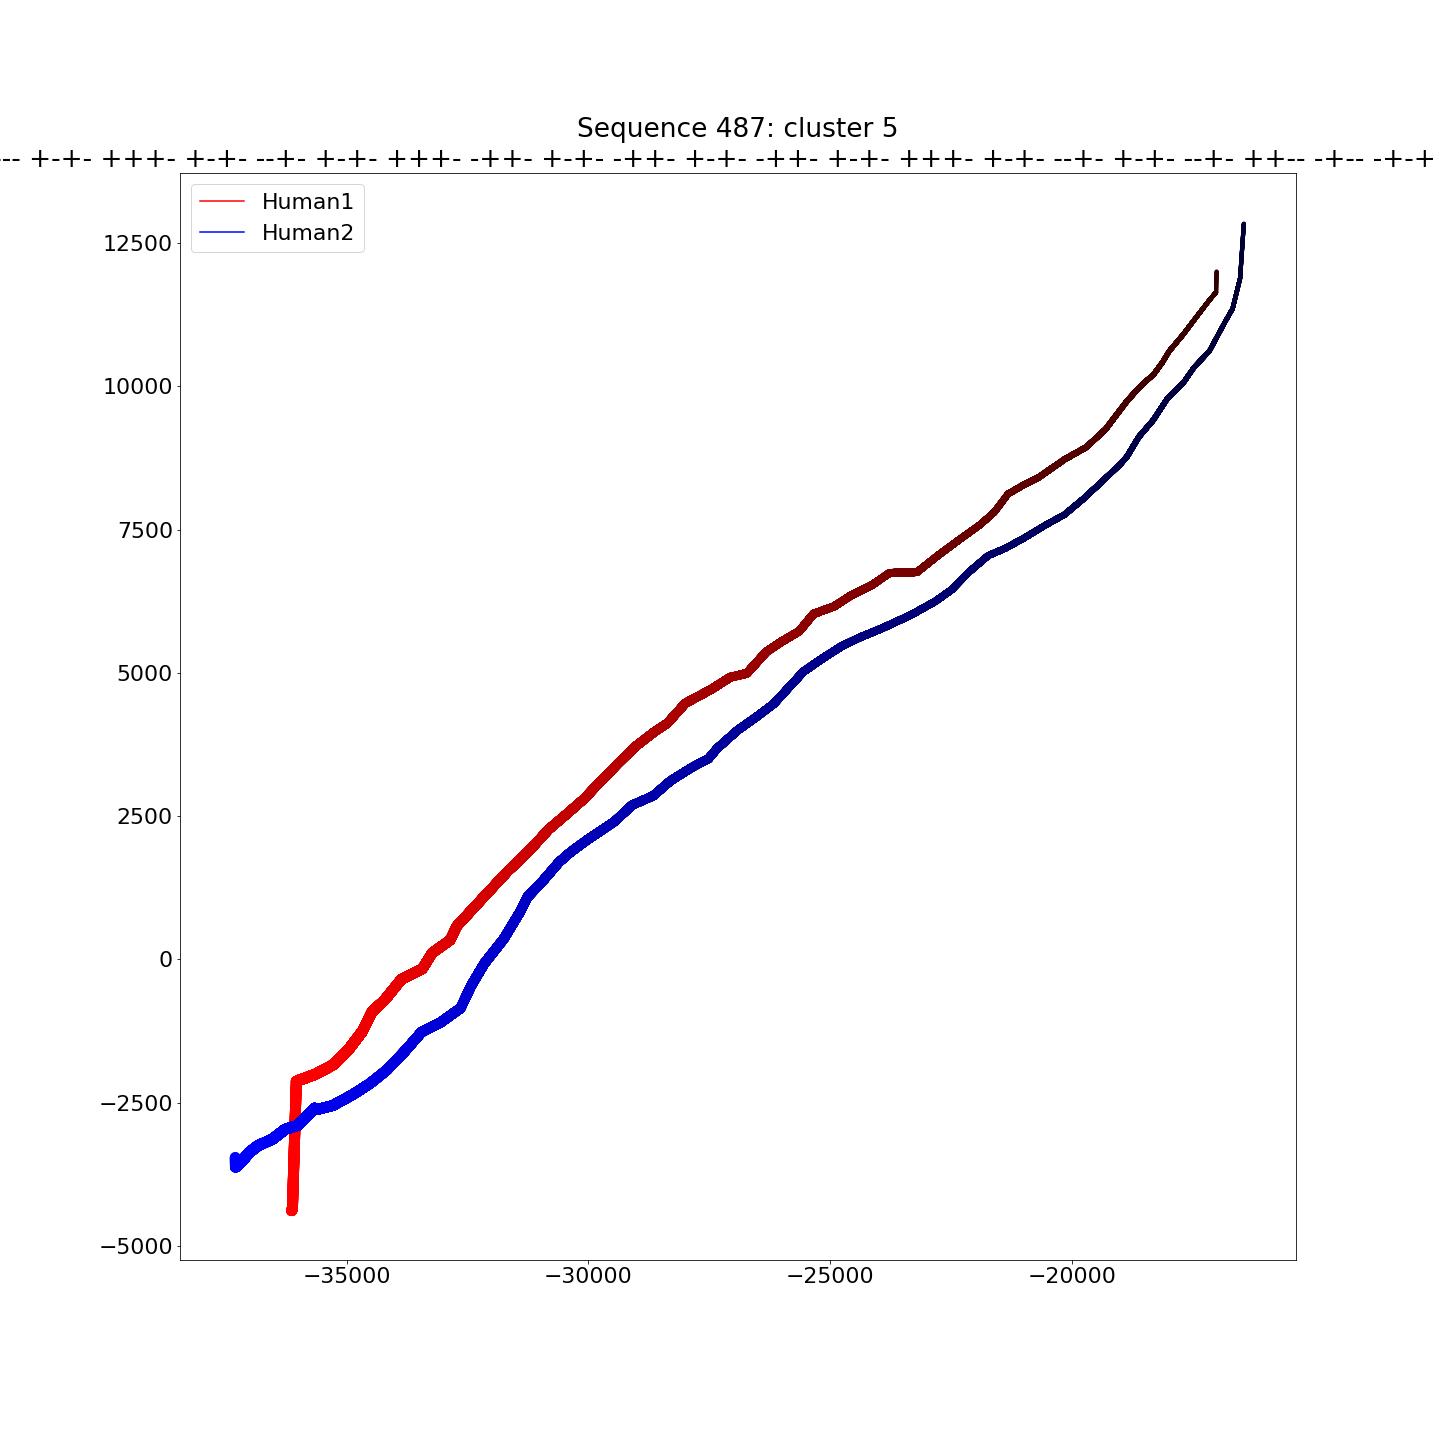 Sequence 487: cluster 5
-- +-+- +++- +-+- --+- +-+- +++- -++- +-+- -++- +-+- -++- +-+- +++- +-+- --+- +-+- --+- ++-- -+-- -+-+
Human1
Human2
12500
10000
7500
5000
2500
0
−2500
−5000
−35000 −30000 −25000 −20000